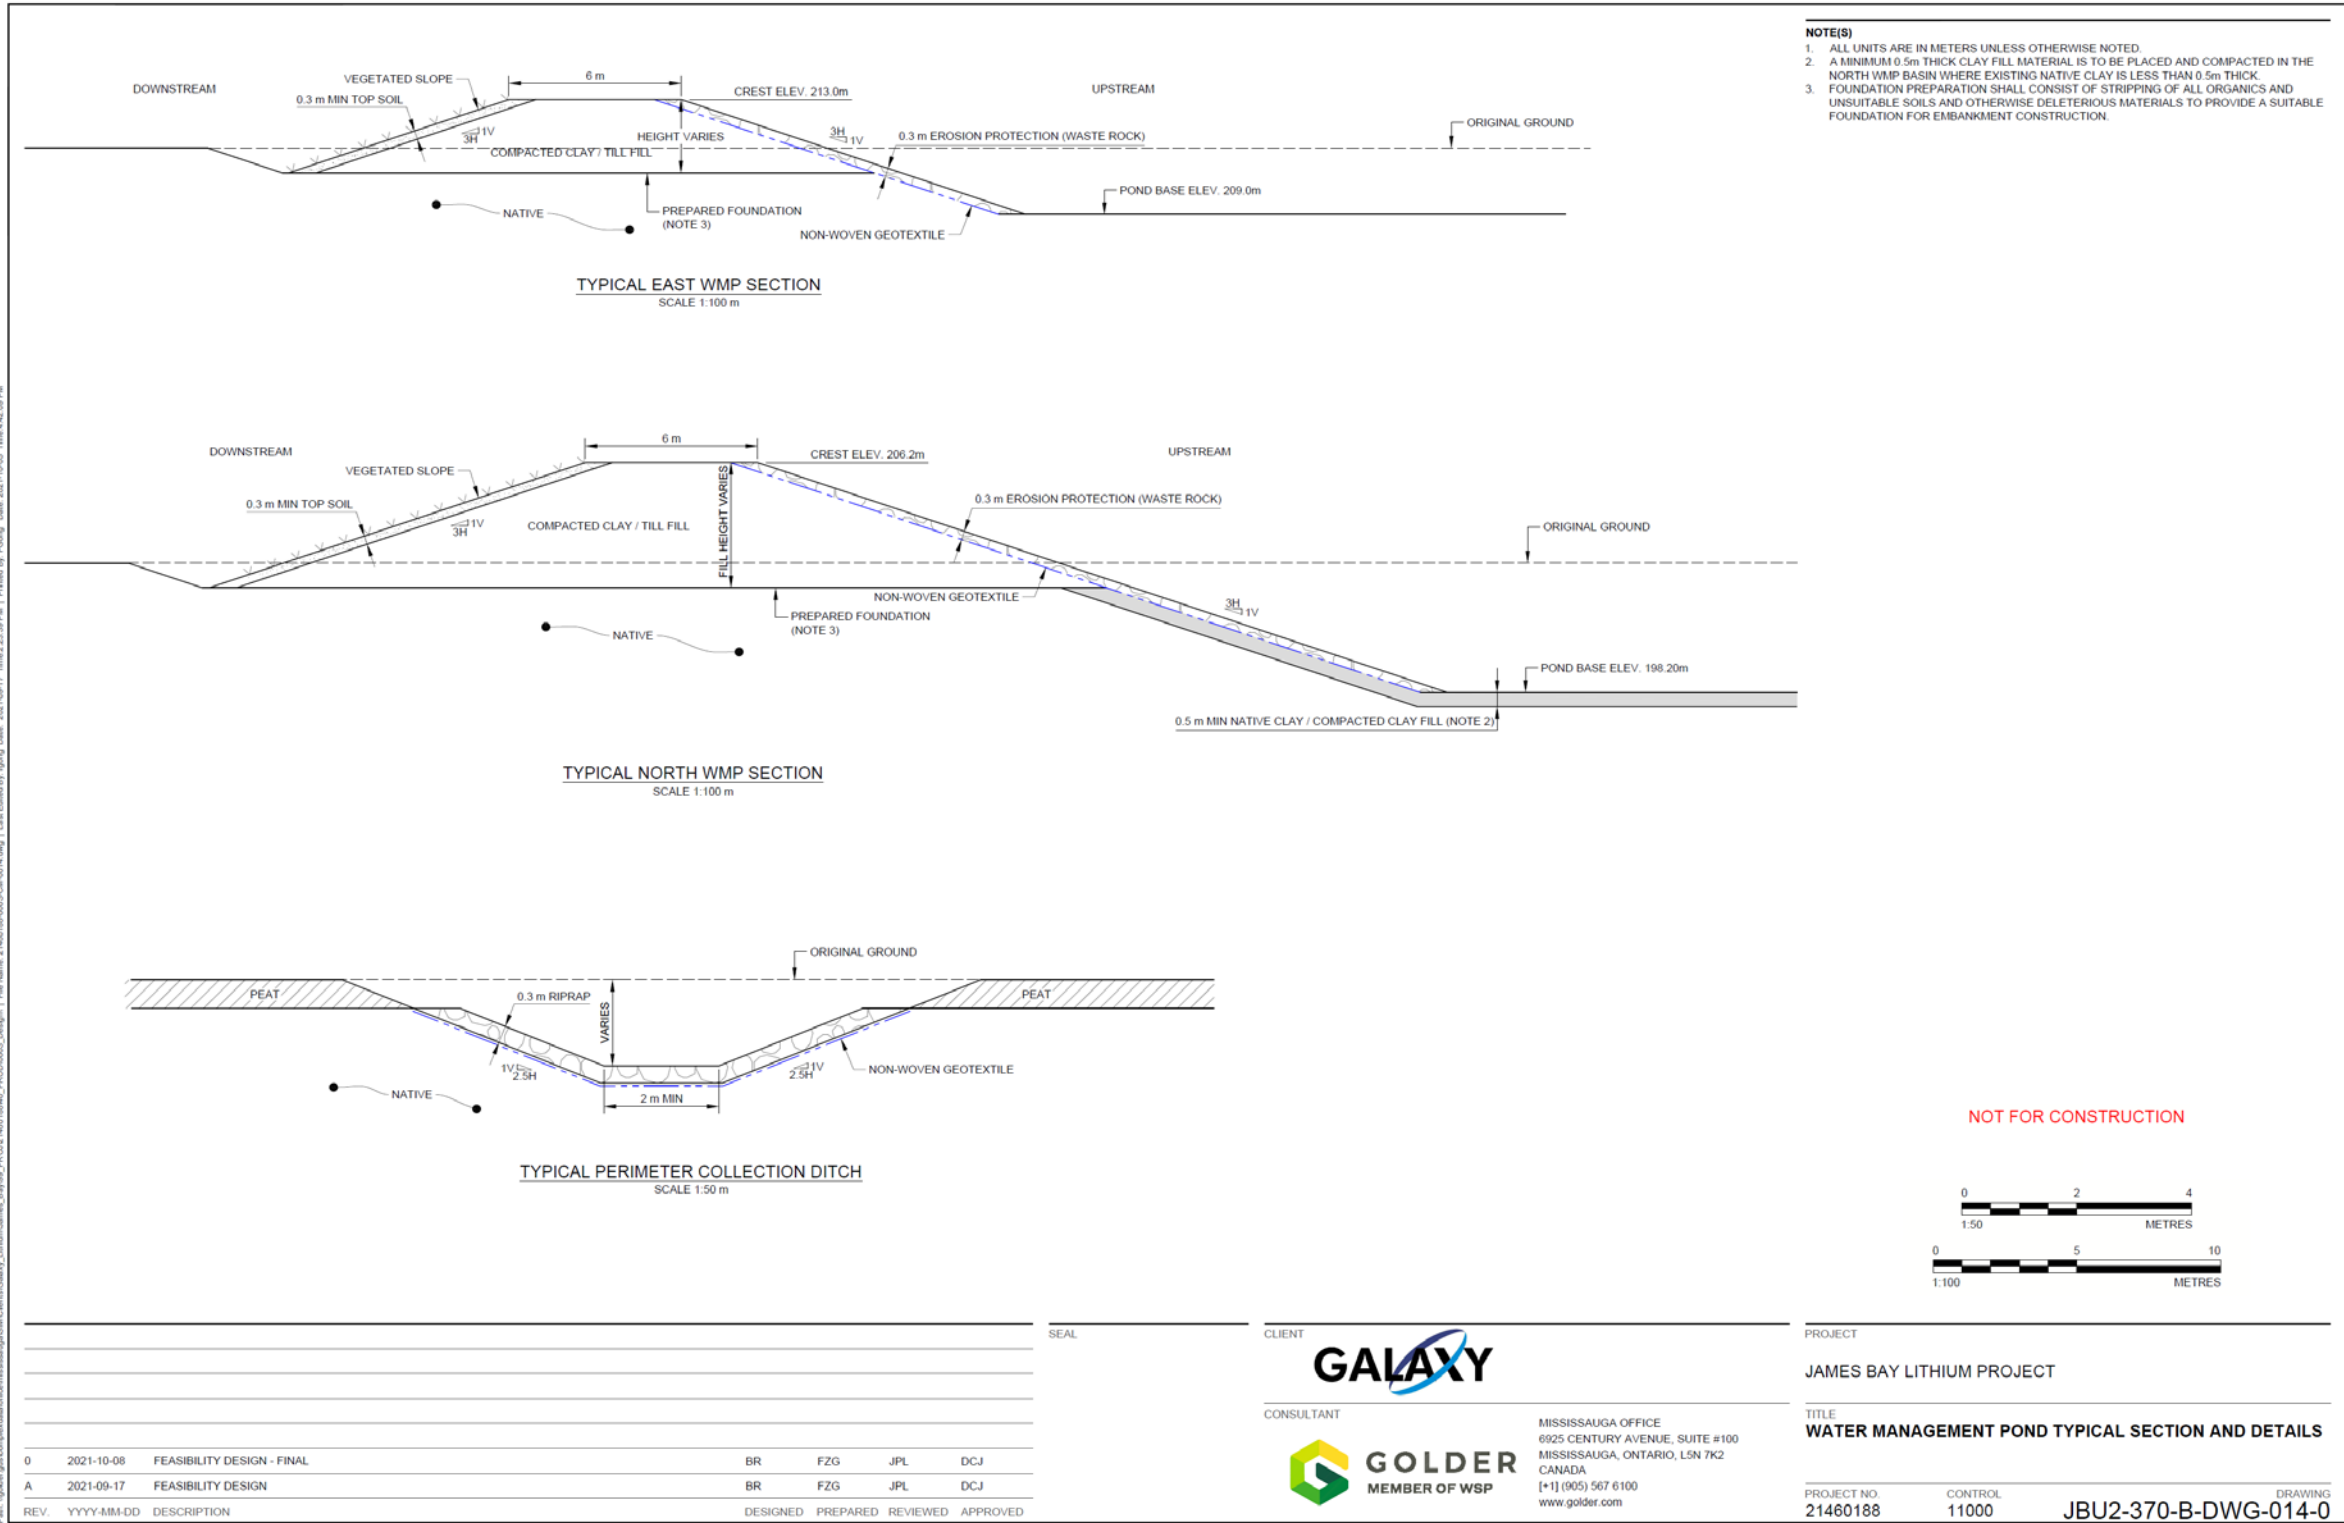 NOTE(S)
1. ALL UNITS ARE IN METERS UNLESS OTHERWISE NOTED.
2. A MINIMUM 0.5m THICK CLAY FILL MATERIAL IS TO BE PLACED AND COMPACTED IN THE
NORTH WMP BASIN WHERE EXISTING NATIVE CLAY IS LESS THAN 0.5m THICK.
3. FOUNDATION PREPARATION SHALL CONSIST OF STRIPPING OF ALL ORGANICS AND
UNSUITABLE SOILS AND OTHERWISE DELETERIOUS MATERIALS TO PROVIDE A SUITABLE
FOUNDATION FOR EMBANKMENT CONSTRUCTION.
DOWNSTREAM
VEGETATED SLOPE
0.3 m MIN TOP SOIL
6 m
CREST ELEV. 213.0m
UPSTREAM
1V
3H
HEIGHT VARIES
COMPACTED CLAY / TILL FILL
3H
1V
0.3 m EROSION PROTECTION (WASTE ROCK)
ORIGINAL GROUND
POND BASE ELEV. 209.0m
NATIVE
PREPARED FOUNDATION
(NOTE 3)
NON-WOVEN GEOTEXTILE
TYPICAL EAST WMP SECTION
SCALE 1:100 m
DOWNSTREAM
VEGETATED SLOPE
0.3 m MIN TOP SOIL
6 m
CREST ELEV. 206.2m
UPSTREAM
1V
3H
COMPACTED CLAY / TILL FILL
FILL HEIGHT VARIES
0.3 m EROSION PROTECTION (WASTE ROCK)
ORIGINAL GROUND
NON-WOVEN GEOTEXTILE
3H
1V
PREPARED FOUNDATION
(NOTE 3)
NATIVE
POND BASE ELEV. 198.20m
0.5 m MIN NATIVE CLAY / COMPACTED CLAY FILL (NOTE 2)
TYPICAL NORTH WMP SECTION
SCALE 1:100 m
ORIGINAL GROUND
PEAT
0.3 m RIPRAP
VARIES
PEAT
1V
2.5H
1V
2.5H
NON-WOVEN GEOTEXTILE
NATIVE
2 m MIN
TYPICAL PERIMETER COLLECTION DITCH
SCALE 1:50 m
NOT FOR CONSTRUCTION
0 2 4
1:50 METRES
0 5 10
1:100 METRES
0 2021-10-08 FEASIBILITY DESIGN - FINAL BR FZG JPL DCJ
A 2021-09-17 FEASIBILITY DESIGN BR FZG JPL DCJ
REV. YYYY-MM-DD DESCRIPTION DESIGNED PREPARED REVIEWED APPROVED
SEAL
CLIENT
GALAXY
CONSULTANT
GOLDER
MEMBER OF WSP
MISSISSAUGA OFFICE
6925 CENTURY AVENUE, SUITE #100
MISSISSAUGA, ONTARIO, L5N 7K2
CANADA
[+1] (905) 567 6100
www.golder.com
PROJECT
JAMES BAY LITHIUM PROJECT
TITLE
WATER MANAGEMENT POND TYPICAL SECTION AND DETAILS
PROJECT NO. CONTROL DRAWING
21460188 11000 JBU2-370-B-DWG-014-0